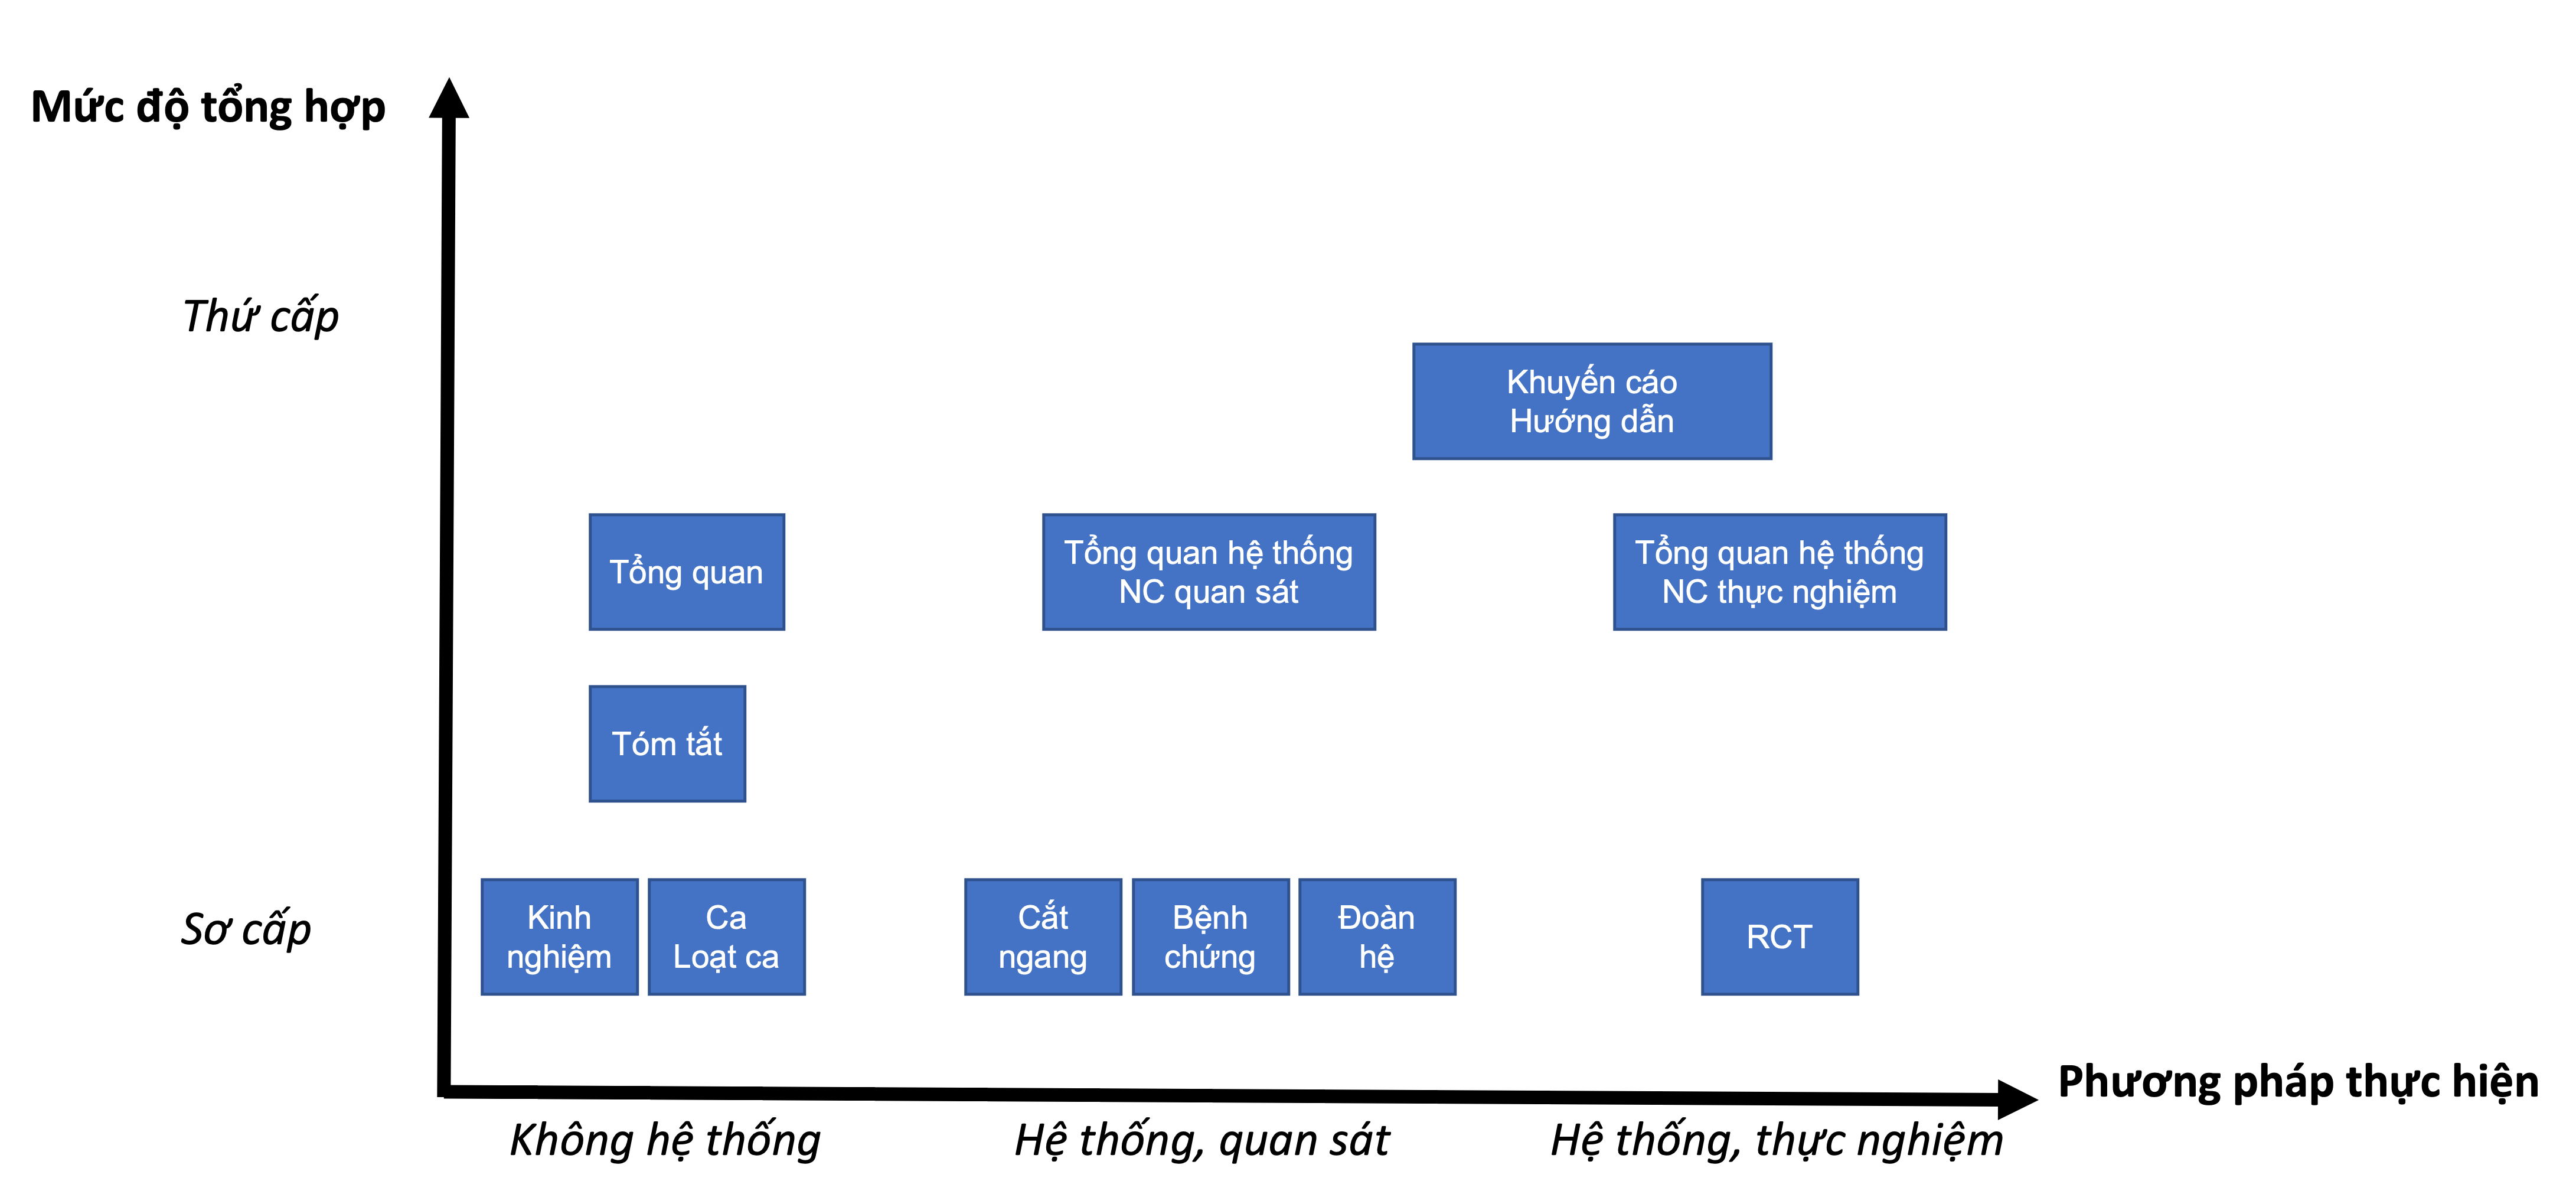 Mức độ tổng hợp
Thứ cấp
Khuyến cáo
Hướng dẫn
Tổng quan
Tổng quan hệ thống
NC quan sát
Tổng quan hệ thống
NC thực nghiệm
Tóm tắt
Sơ cấp
Kinh
nghiệm
Ca
Loạt ca
Cắt
ngang
Bệnh
chứng
Đoàn
hệ
RCT
Phương pháp thực hiện
Không hệ thống
Hệ thống, quan sát
Hệ thống, thực nghiệm